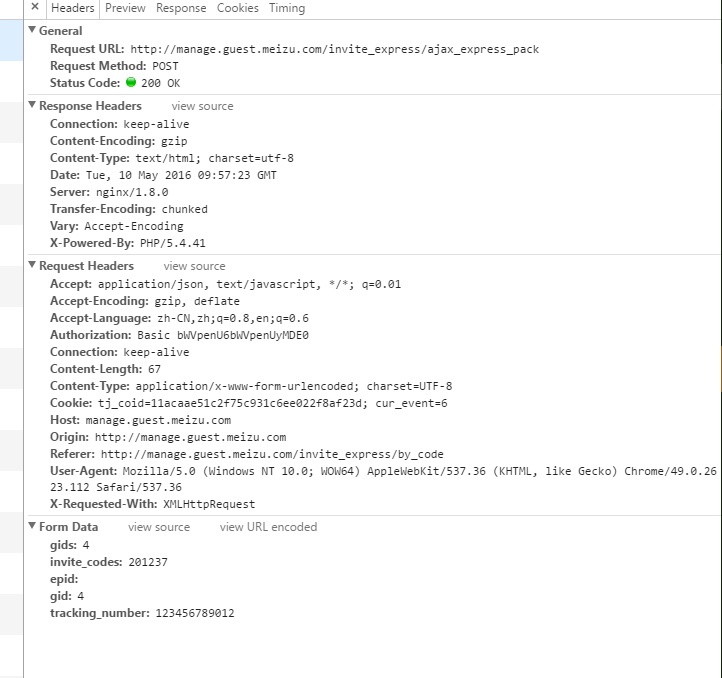 × Headers Preview Response Cookies Timing
▼ General
Request URL: http://manage.guest.meizu.com/invite_express/ajax_express_pack
Request Method: POST
Status Code: 200 OK
▼ Response Headers view source
Connection: keep-alive
Content-Encoding: gzip
Content-Type: text/html; charset=utf-8
Date: Tue, 10 May 2016 09:57:23 GMT
Server: nginx/1.8.0
Transfer-Encoding: chunked
Vary: Accept-Encoding
X-Powered-By: PHP/5.4.41
▼ Request Headers view source
Accept: application/json, text/javascript, */*; q=0.01
Accept-Encoding: gzip, deflate
Accept-Language: zh-CN,zh;q=0.8,en;q=0.6
Authorization: Basic bWVpenU6bWVpenUyMDE0
Connection: keep-alive
Content-Length: 67
Content-Type: application/x-www-form-urlencoded; charset=UTF-8
Cookie: tj_coid=11acaae51c2f75c931c6ee022f8af23d; cur_event=6
Host: manage.guest.meizu.com
Origin: http://manage.guest.meizu.com
Referer: http://manage.guest.meizu.com/invite_express/by_code
User-Agent: Mozilla/5.0 (Windows NT 10.0; WOW64) AppleWebKit/537.36 (KHTML, like Gecko) Chrome/49.0.26
23.112 Safari/537.36
X-Requested-With: XMLHttpRequest
▼ Form Data view source view URL encoded
gids: 4
invite_codes: 201237
epid:
gid: 4
tracking_number: 123456789012